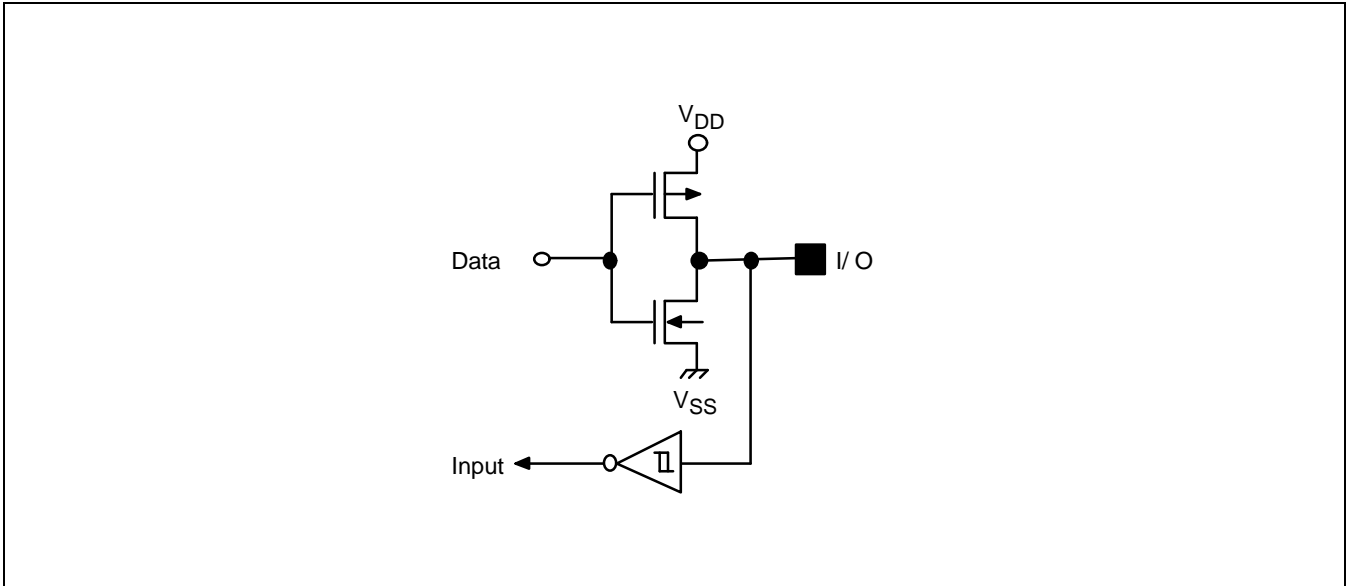 VDD
Data
I/ O
VSS
Input